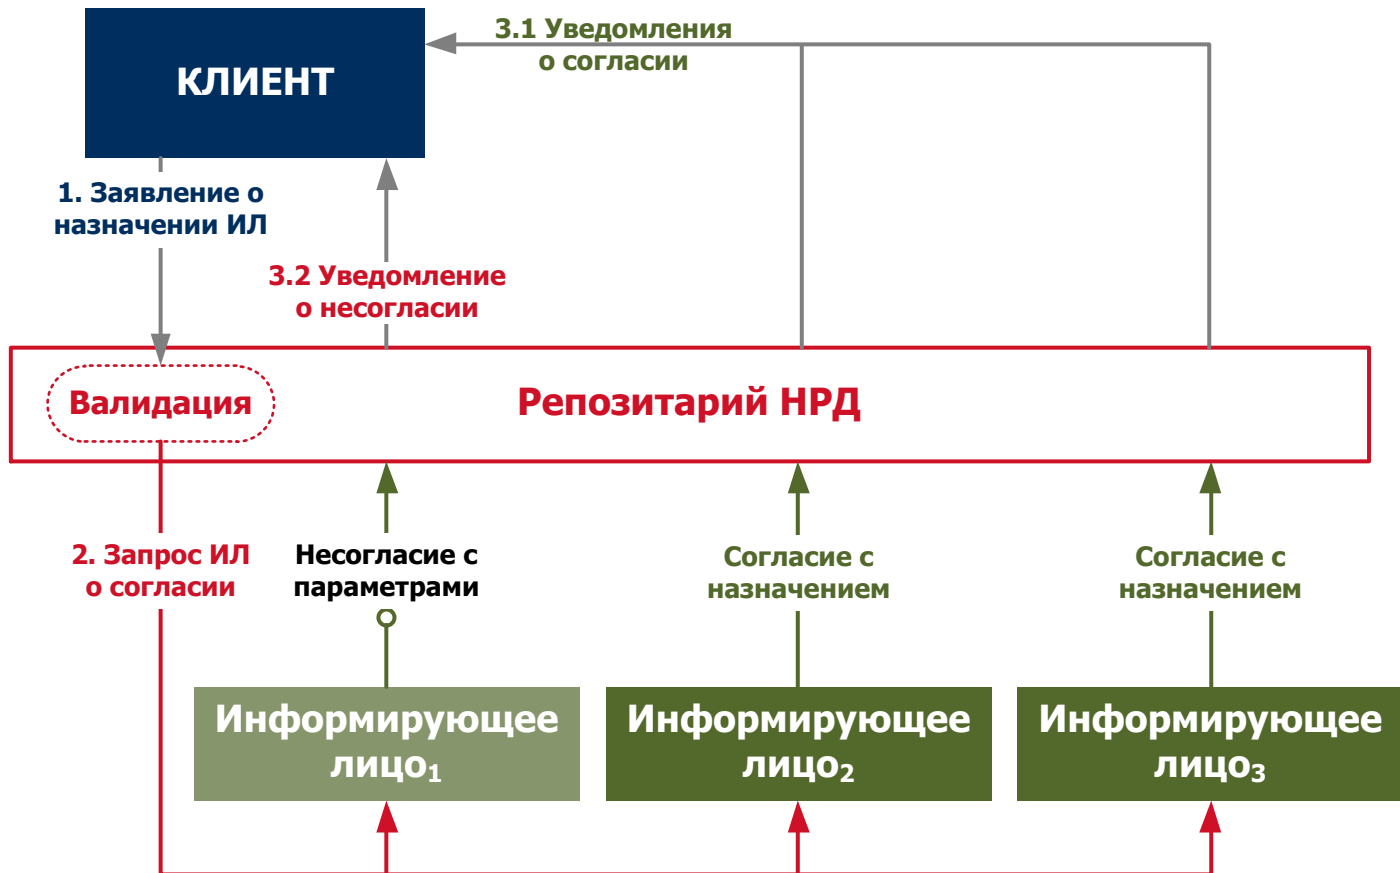 3.1 Уведомления
о согласии
КЛИЕНТ
1. Заявление о
назначении ИЛ
3.2 Уведомление
о несогласии
Валидация
Репозитарий НРД
2. Запрос ИЛ
о согласии
Несогласие с
параметрами
Согласие с
назначением
Согласие с
назначением
Информирующее
лицо₁
Информирующее
лицо₂
Информирующее
лицо₃